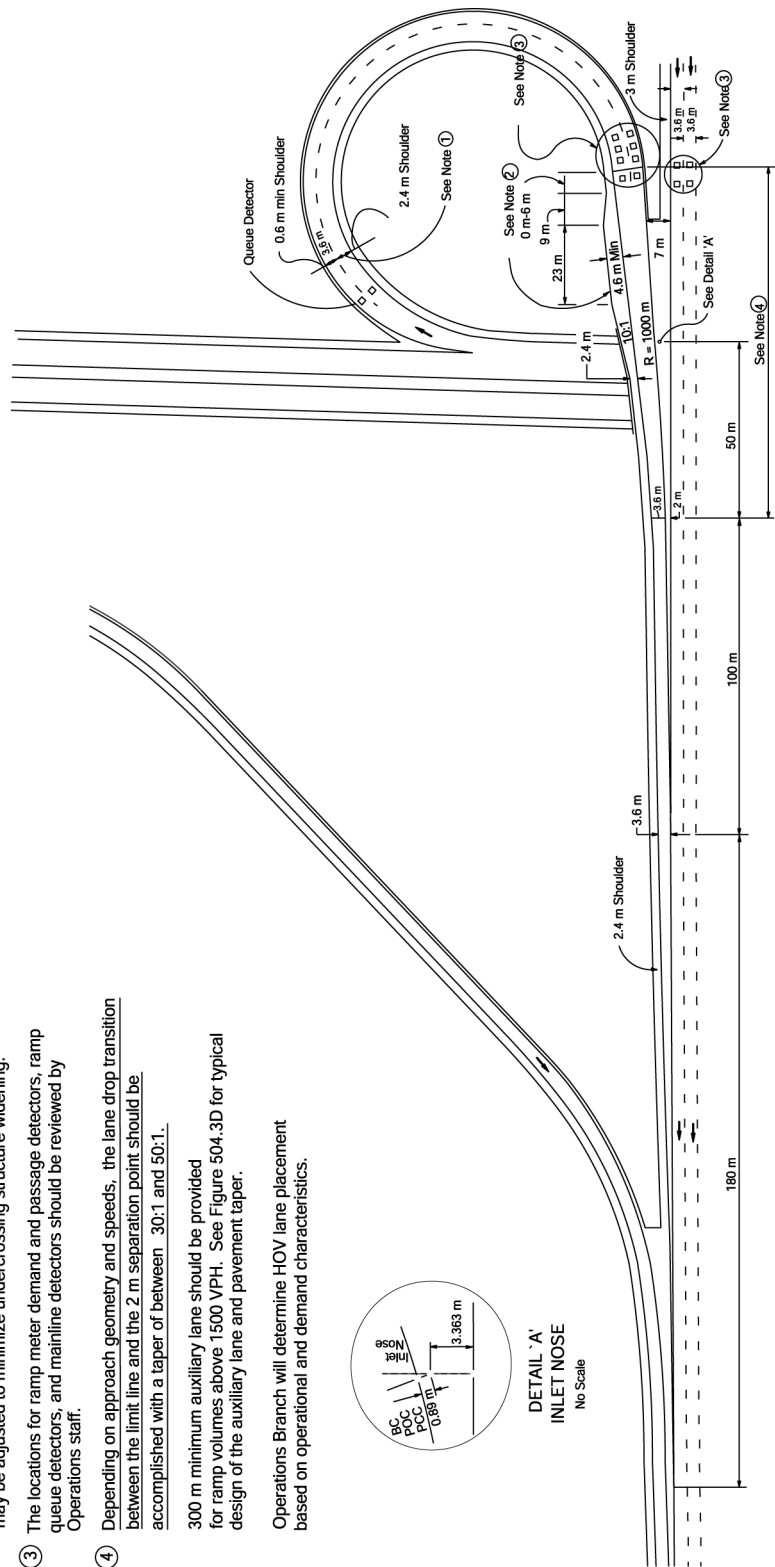 may be adjusted to minimize undercrossing structure widening.
3 The locations for ramp meter demand and passage detectors, ramp
queue detectors, and mainline detectors should be reviewed by
Operations staff.
4 Depending on approach geometry and speeds, the lane drop transition
between the limit line and the 2 m separation point should be
accomplished with a taper of between 30:1 and 50:1.
300 m minimum auxiliary lane should be provided
for ramp volumes above 1500 VPH. See Figure 504.3D for typical
design of the auxiliary lane and pavement taper.
Operations Branch will determine HOV lane placement
based on operational and demand characteristics.
Queue Detector
0.6 m min Shoulder
3.6 m
2.4 m Shoulder
See Note 1
See Note 3
See Note 2
0 m-6 m
9 m
23 m
4.6 m Min
10:1
R = 1000 m
2.4 m
3 m Shoulder
3.6 m
3.6 m
See Note 3
7 m
See Detail 'A'
See Note 4
50 m
3.6 m
2 m
100 m
3.6 m
2.4 m Shoulder
180 m
Inlet
Nose
BC
POC
PCC
0.89 m
3.363 m
DETAIL `A'
INLET NOSE
No Scale